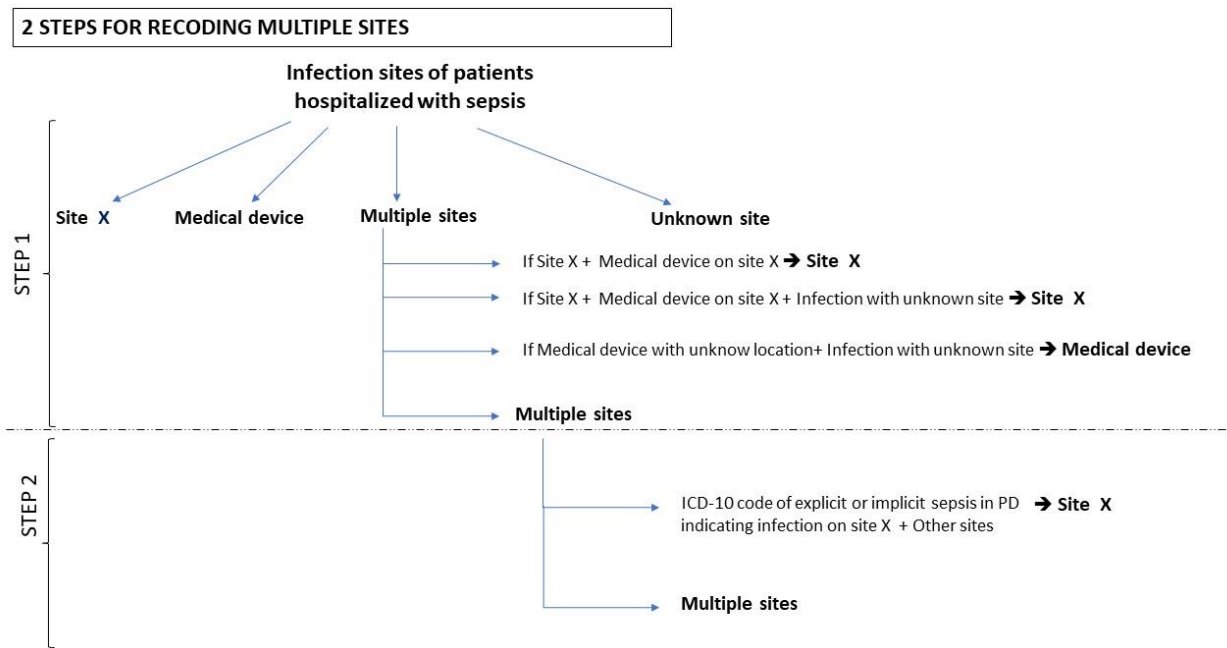 2 STEPS FOR RECODING MULTIPLE SITES
Infection sites of patients
hospitalized with sepsis
STEP 1
Site X
Medical device
Multiple sites
Unknown site
If Site X + Medical device on site X ➔ Site X
If Site X + Medical device on site X + Infection with unknown site ➔ Site X
If Medical device with unknow location+ Infection with unknown site ➔ Medical device
Multiple sites
STEP 2
ICD-10 code of explicit or implicit sepsis in PD ➔ Site X
indicating infection on site X + Other sites
Multiple sites